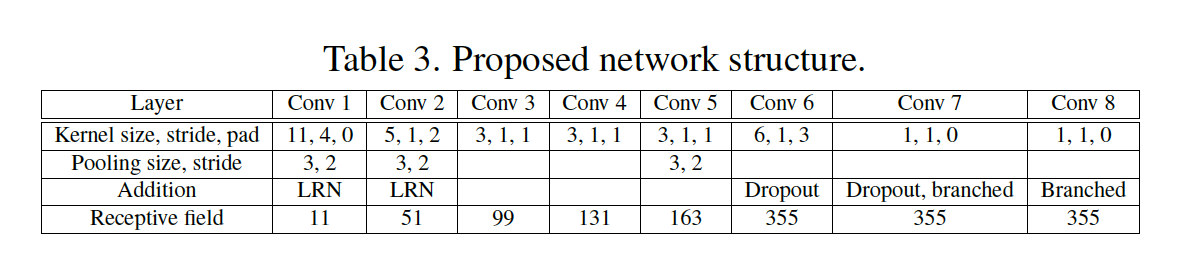 Table 3. Proposed network structure.
Layer Conv 1 Conv 2 Conv 3 Conv 4 Conv 5 Conv 6 Conv 7 Conv 8
Kernel size, stride, pad 11, 4, 0 5, 1, 2 3, 1, 1 3, 1, 1 3, 1, 1 6, 1, 3 1, 1, 0 1, 1, 0
Pooling size, stride 3, 2 3, 2 3, 2
Addition LRN LRN Dropout Dropout, branched Branched
Receptive field 11 51 99 131 163 355 355 355